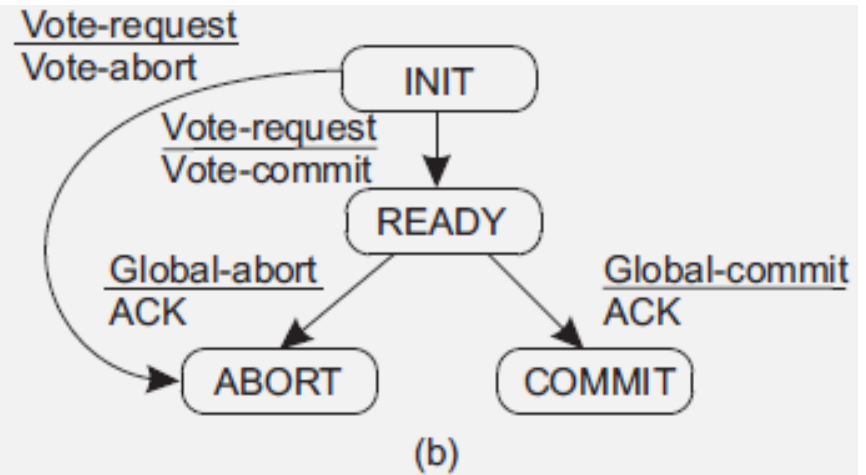 Vote-request
Vote-abort
INIT
Vote-request
Vote-commit
READY
Global-abort
ACK
Global-commit
ACK
ABORT
COMMIT
(b)